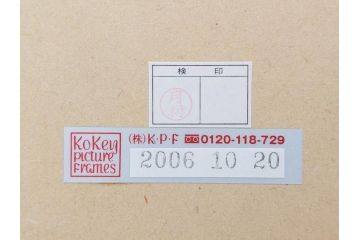 検 印
KoKen
picture
frames
(株)K・P・F 0120-118-729
2006 10 20